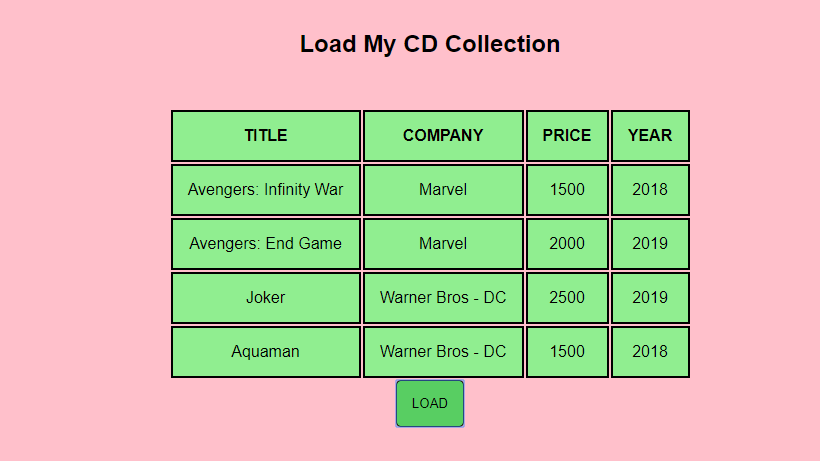 Load My CD Collection
TITLE COMPANY PRICE YEAR
Avengers: Infinity War Marvel 1500 2018
Avengers: End Game Marvel 2000 2019
Joker Warner Bros - DC 2500 2019
Aquaman Warner Bros - DC 1500 2018
LOAD